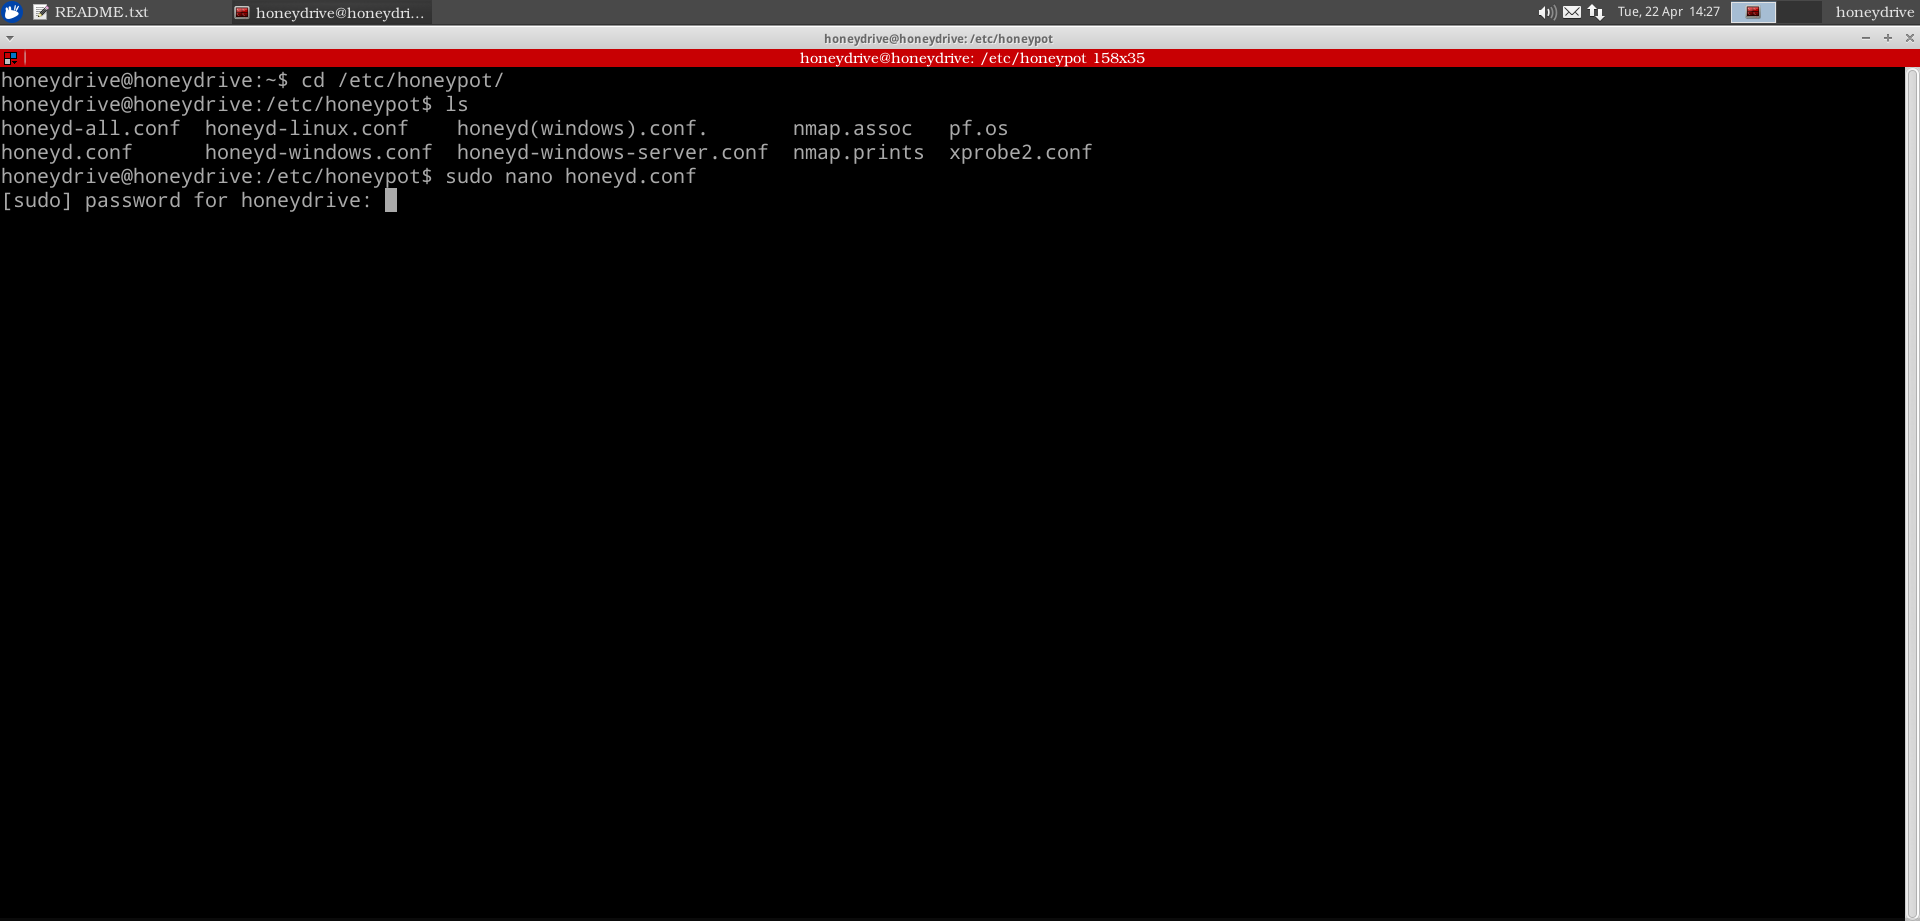 README.txt honeydrive@honeydri... Tue, 22 Apr 14:27 honeydrive
honeydrive@honeydrive: /etc/honeypot
honeydrive@honeydrive: /etc/honeypot 158x35
honeydrive@honeydrive:~$ cd /etc/honeypot/
honeydrive@honeydrive:/etc/honeypot$ ls
honeyd-all.conf  honeyd-linux.conf    honeyd(windows).conf.       nmap.assoc   pf.os
honeyd.conf      honeyd-windows.conf  honeyd-windows-server.conf  nmap.prints  xprobe2.conf
honeydrive@honeydrive:/etc/honeypot$ sudo nano honeyd.conf
[sudo] password for honeydrive: